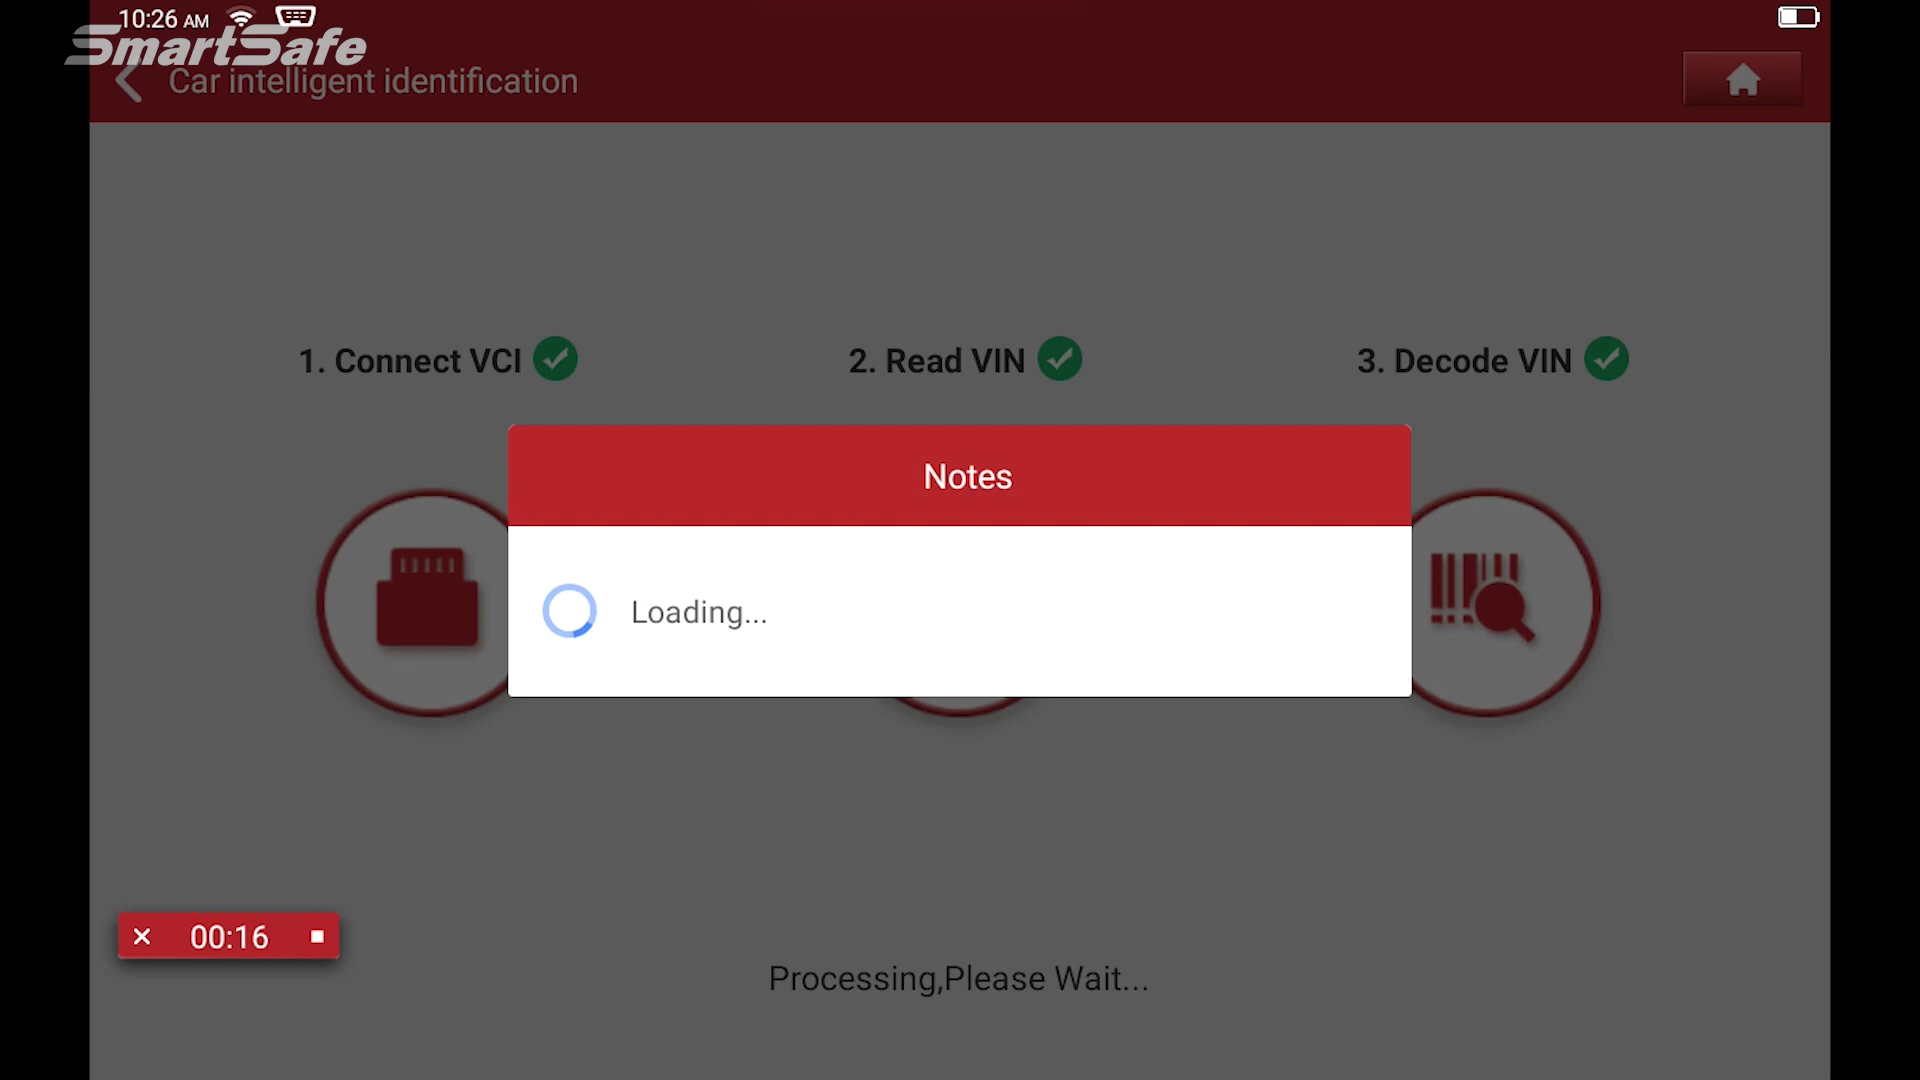 10:26 AM
SmartSafe
Car intelligent identification
1. Connect VCI
2. Read VIN
3. Decode VIN
Notes
Loading...
00:16
Processing,Please Wait...